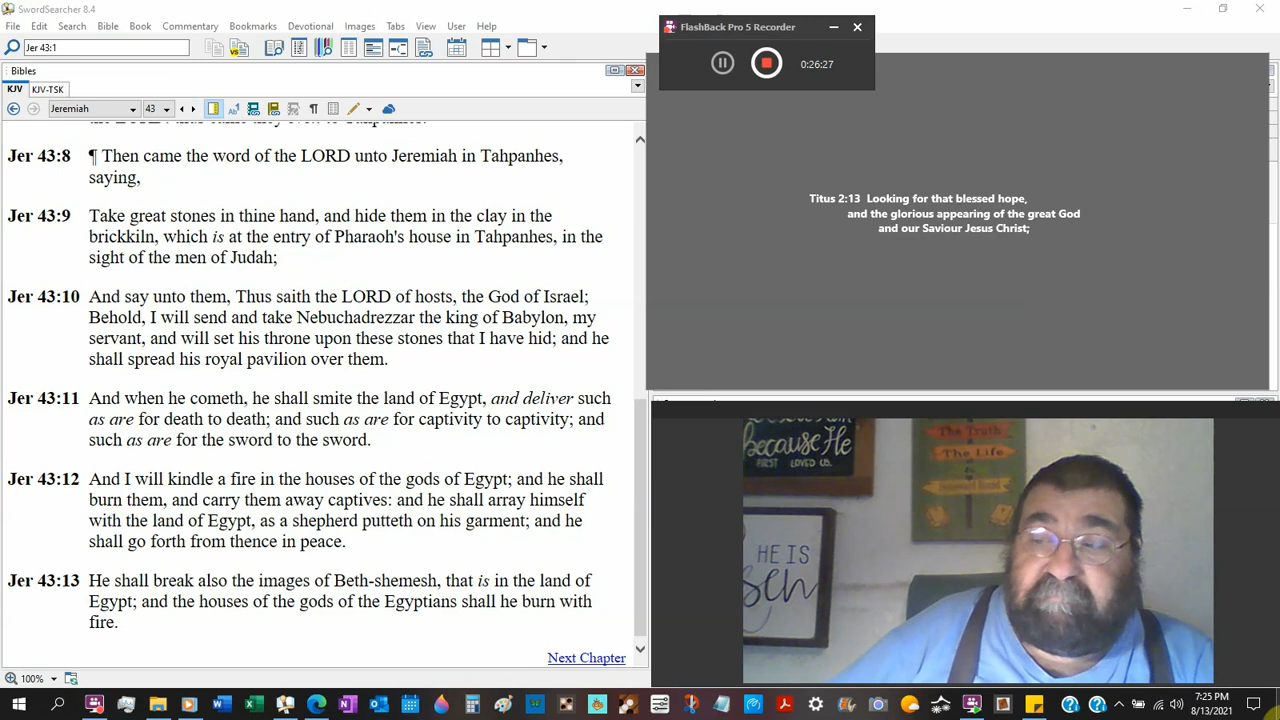 SwordSearcher 8.4
File Edit Search Bible Book Commentary Bookmarks Devotional Images Tabs View User Help
Jer 43:1
Bibles
KJV KJV-TSK
Jeremiah 43
Jer 43:8 ¶ Then came the word of the LORD unto Jeremiah in Tahpanhes,
saying,
Jer 43:9 Take great stones in thine hand, and hide them in the clay in the
brickkiln, which is at the entry of Pharaoh's house in Tahpanhes, in the
sight of the men of Judah;
Jer 43:10 And say unto them, Thus saith the LORD of hosts, the God of Israel;
Behold, I will send and take Nebuchadrezzar the king of Babylon, my
servant, and will set his throne upon these stones that I have hid; and he
shall spread his royal pavilion over them.
Jer 43:11 And when he cometh, he shall smite the land of Egypt, and deliver such
as are for death to death; and such as are for captivity to captivity; and
such as are for the sword to the sword.
Jer 43:12 And I will kindle a fire in the houses of the gods of Egypt; and he shall
burn them, and carry them away captives: and he shall array himself
with the land of Egypt, as a shepherd putteth on his garment; and he
shall go forth from thence in peace.
Jer 43:13 He shall break also the images of Beth-shemesh, that is in the land of
Egypt; and the houses of the gods of the Egyptians shall he burn with
fire.
Next Chapter
100%
FlashBack Pro 5 Recorder
0:26:27
Titus 2:13 Looking for that blessed hope,
and the glorious appearing of the great God
and our Saviour Jesus Christ;
because He
FIRST LOVED US.
The Truth
The Life
HE IS
7:25 PM
8/13/2021